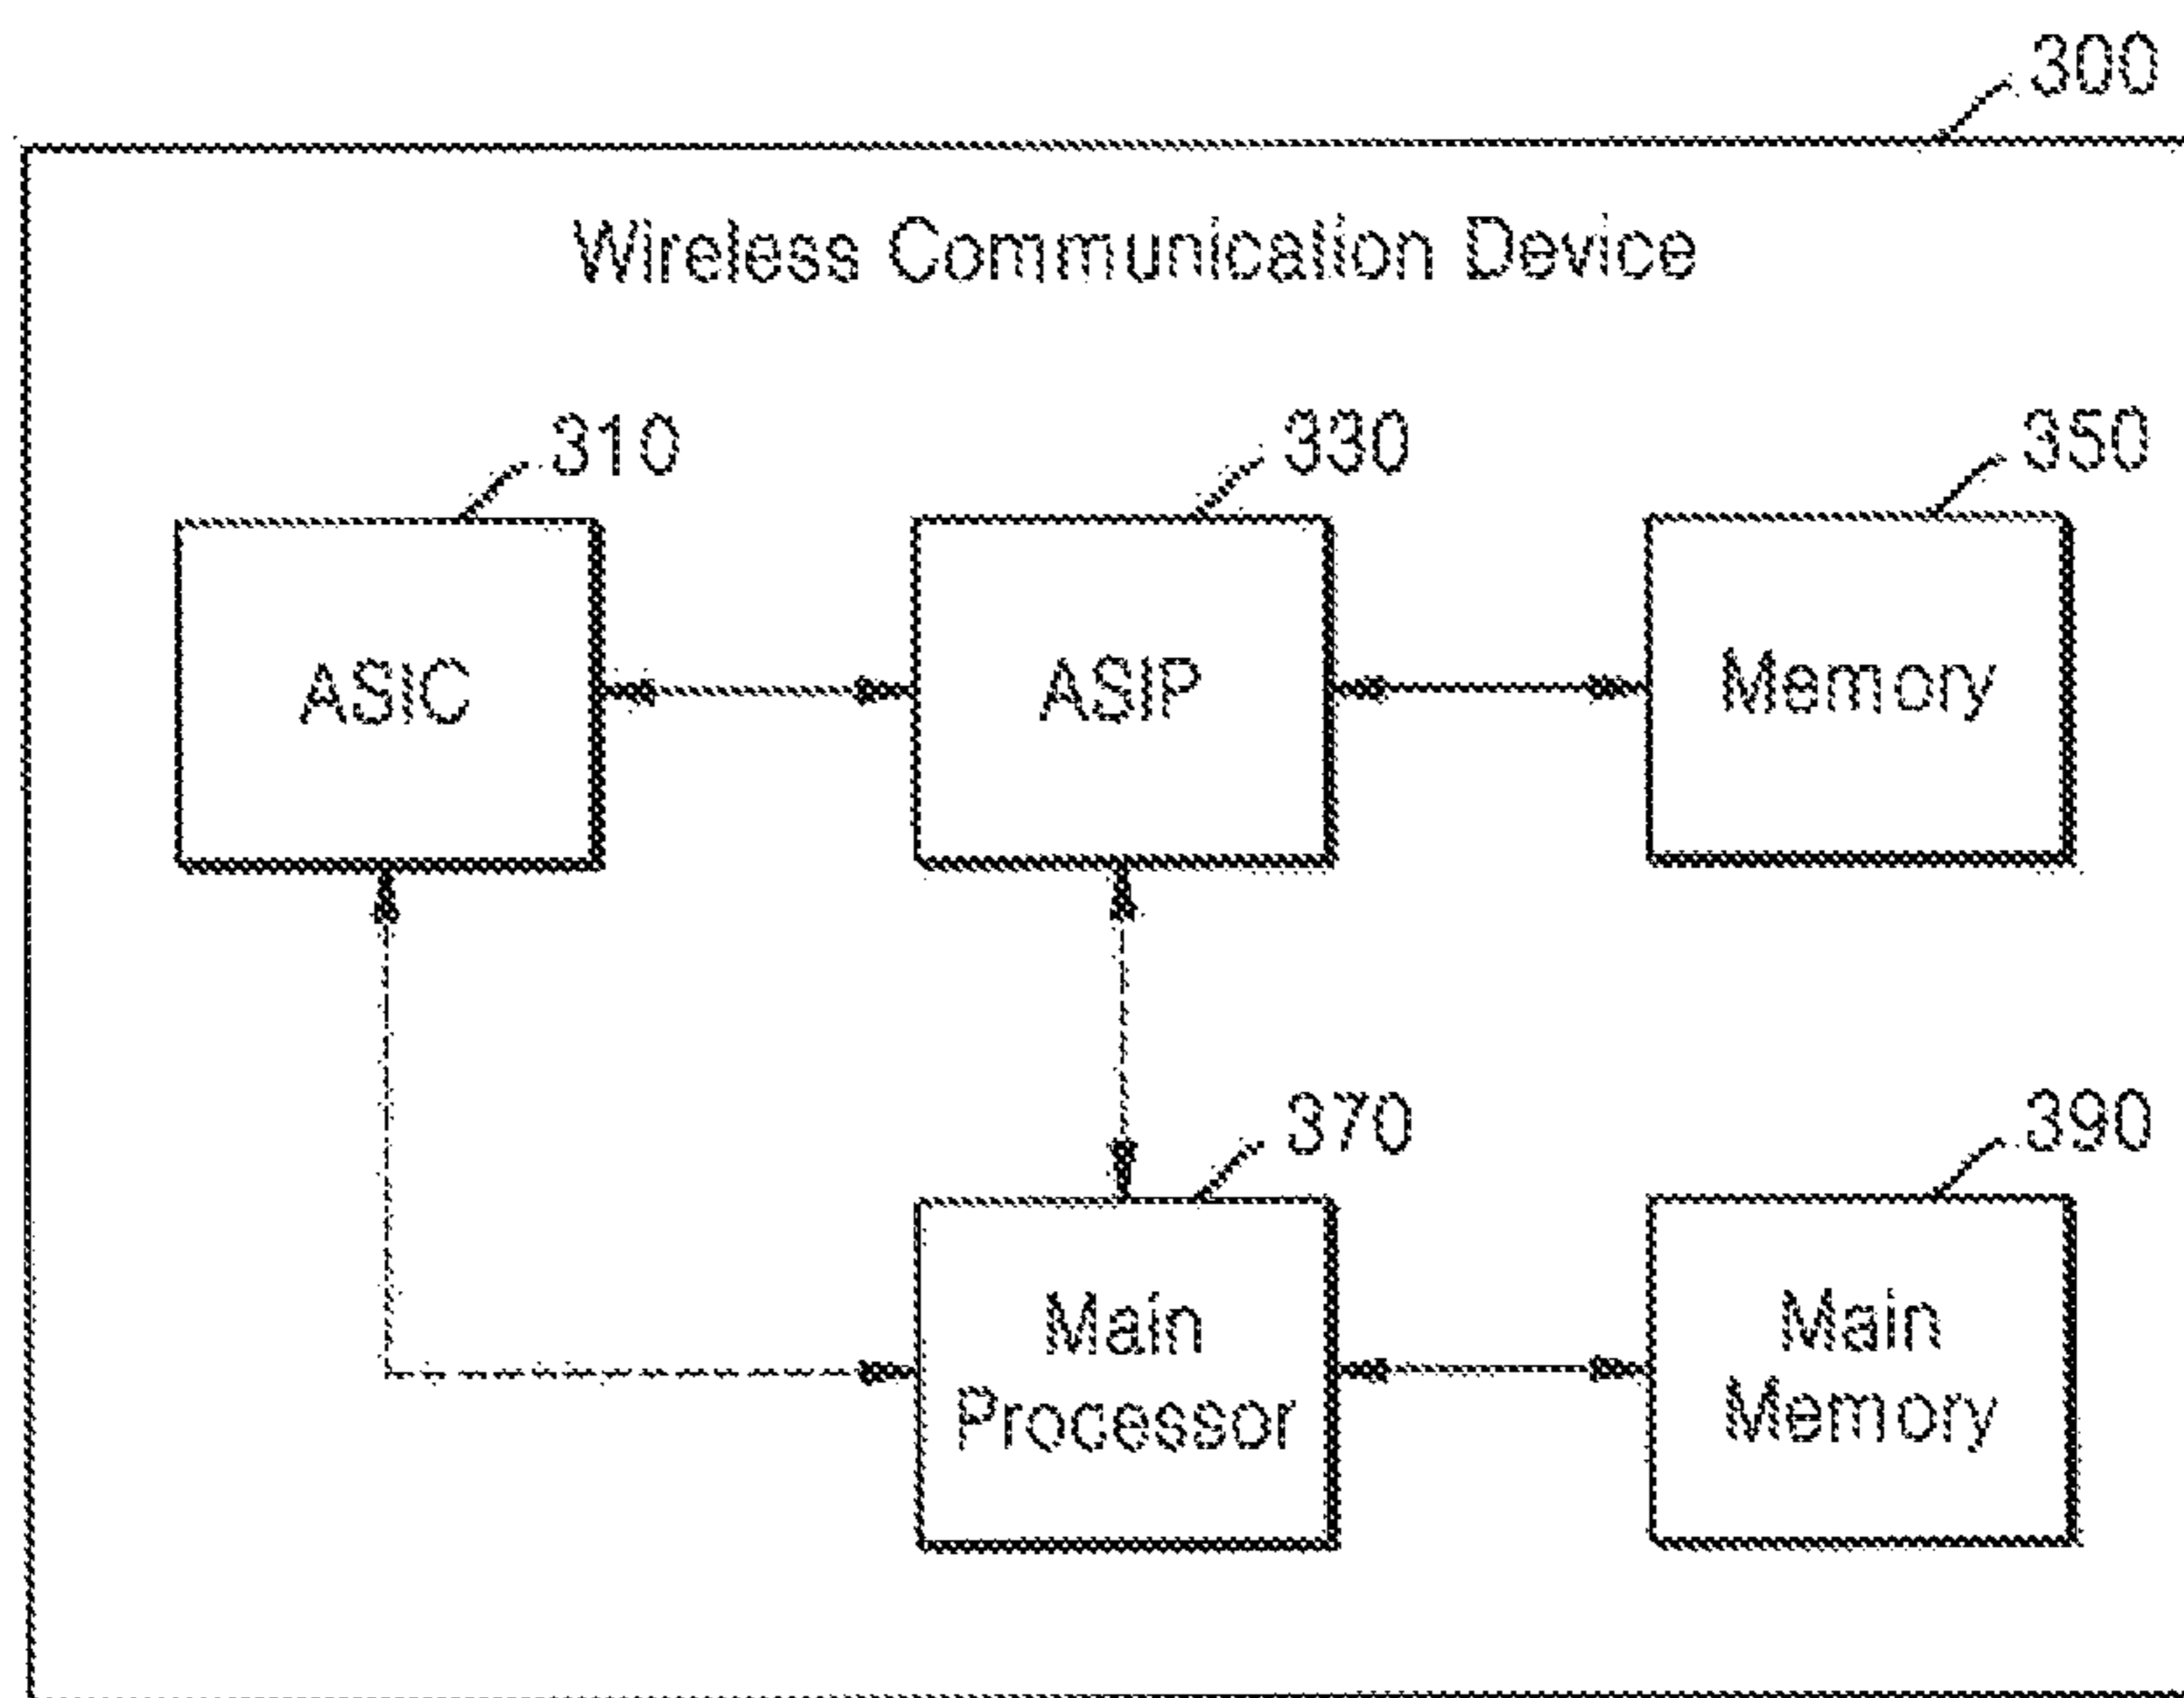 300
Wireless Communication Device
310
330
350
ASIC
ASIP
Memory
370
390
Main
Processor
Main
Memory